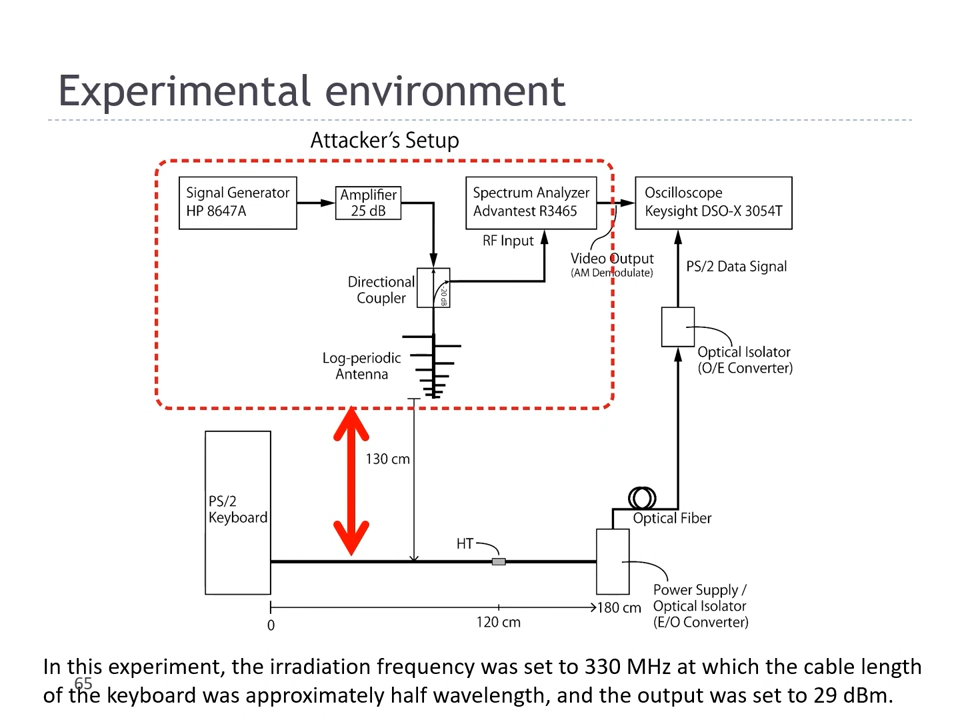 Experimental environment
Attacker's Setup
Signal Generator
HP 8647A
Amplifier
25 dB
Spectrum Analyzer
Advantest R3465
Oscilloscope
Keysight DSO-X 3054T
RF Input
Video Output
(AM Demodulate)
PS/2 Data Signal
Directional
Coupler
-20 dB
Log-periodic
Antenna
Optical Isolator
(O/E Converter)
130 cm
PS/2
Keyboard
Optical Fiber
HT
Power Supply /
Optical Isolator
(E/O Converter)
0
120 cm
180 cm
In this experiment, the irradiation frequency was set to 330 MHz at which the cable length
of the keyboard was approximately half wavelength, and the output was set to 29 dBm.
65